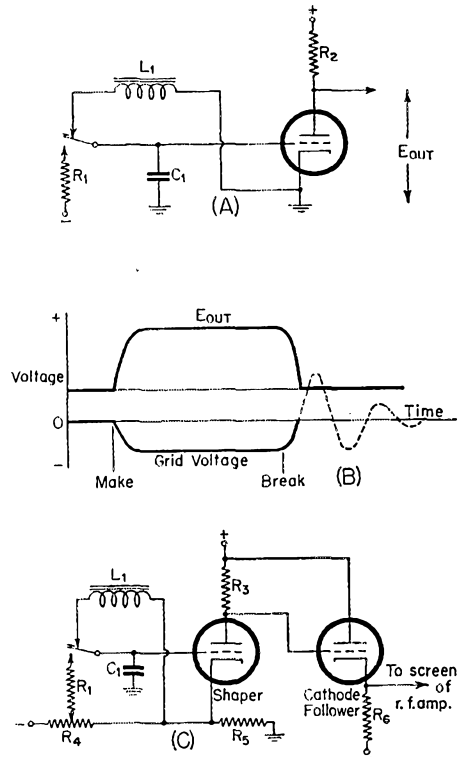 +
R2
L1
R1
C1
EOUT
−
(A)
+
EOUT
Voltage
0
Time
Grid Voltage
−
Make
Break
(B)
+
L1
R3
C1
R1
Shaper
Cathode
Follower
To screen
of
r.f. amp.
R6
−
R4
R5
(C)